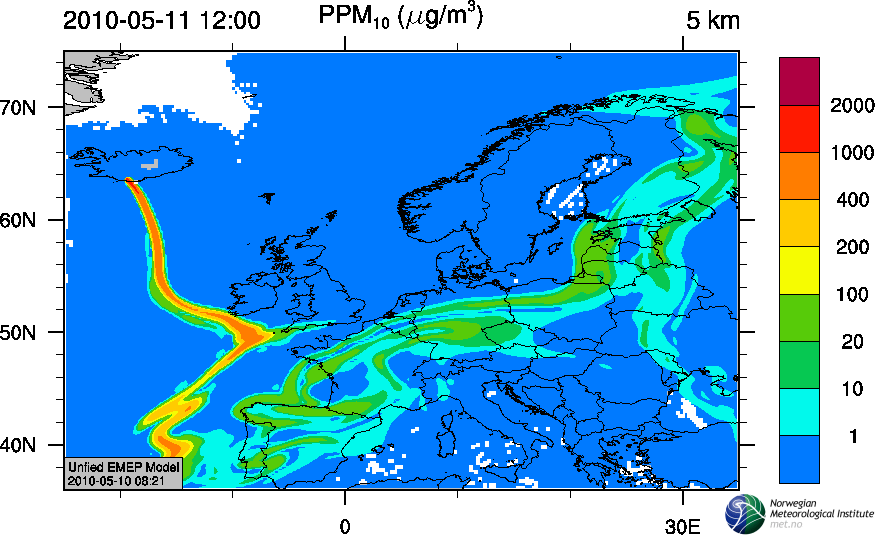 2010-05-11 12:00 PPM10 (μg/m³) 5 km
70N
60N
50N
40N
0
30E
2000
1000
400
200
100
20
10
1
Unfied EMEP Model
2010-05-10 08:21
Norwegian
Meteorological Institute
met.no